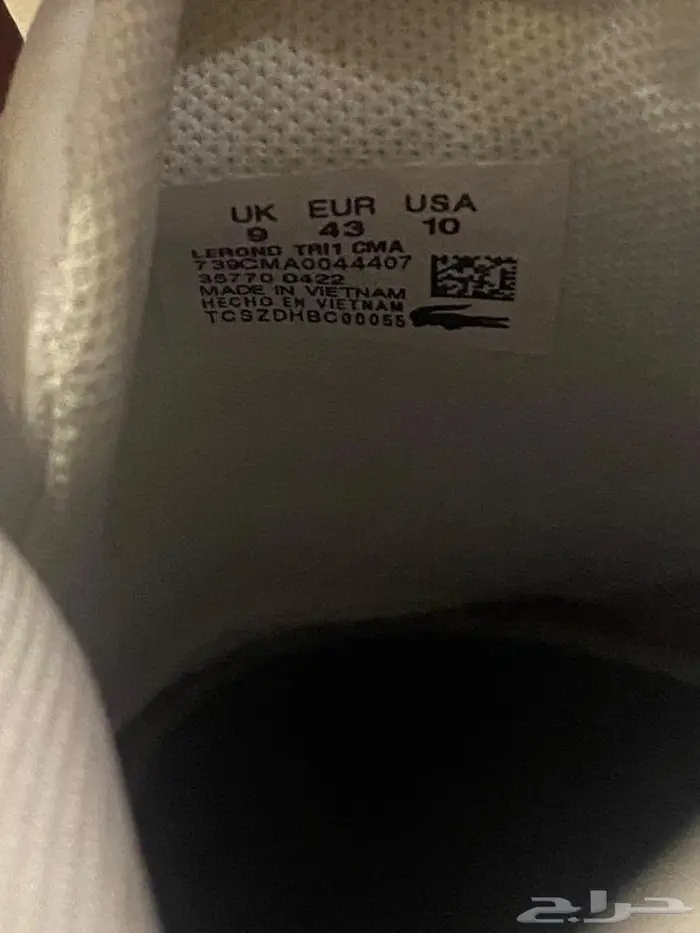 UK EUR USA
9 43 10
LEROND TRI1 CMA
739CMA0044407
35770 0422
MADE IN VIETNAM
HECHO EN VIETNAM
TCSZDHBC00055
حراج